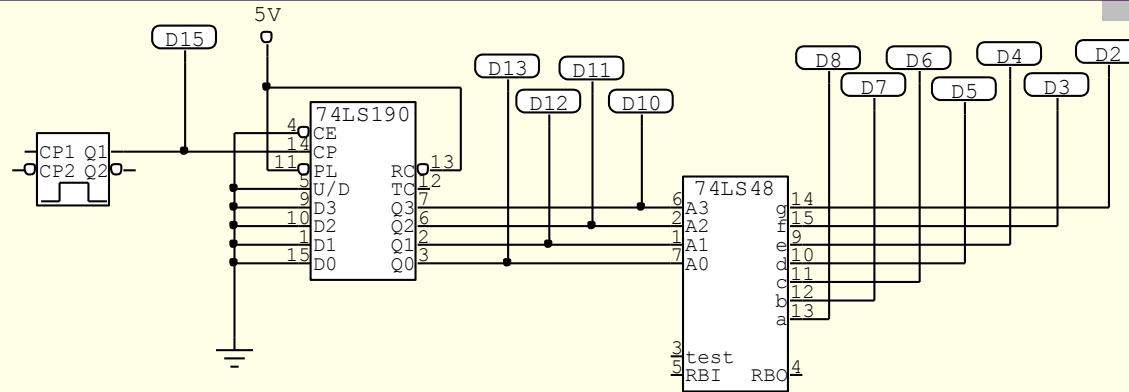 5V
D15
D13
D11
D12
D10
D8
D6
D4
D2
D7
D5
D3
CP1 Q1
CP2 Q2
74LS190
4 CE
14 CP
11 PL
5 U/D
9 D3
10 D2
1 D1
15 D0
RC 13
TC 12
Q3 7
Q2 6
Q1 2
Q0 3
74LS48
6 A3
2 A2
1 A1
7 A0
3 test
5 RBI
g 14
f 15
e 9
d 10
c 11
b 12
a 13
RBO 4